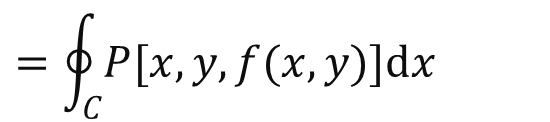 = ∮_C P[x, y, f(x, y)]dx